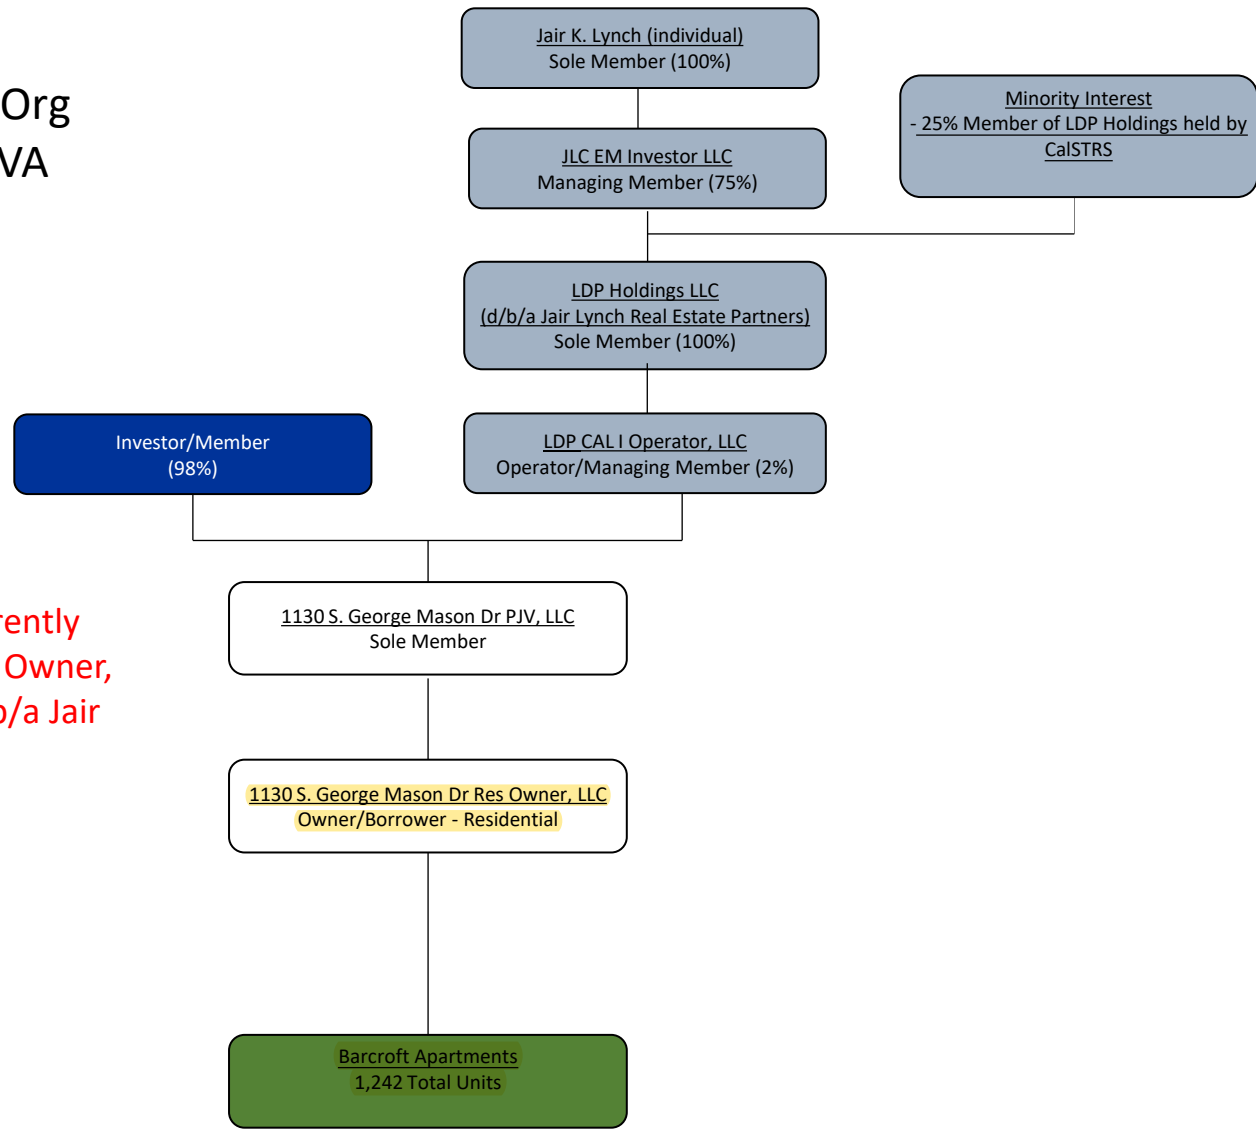 Jair K. Lynch (individual)
Sole Member (100%)
Org
VA
Minority Interest
- 25% Member of LDP Holdings held by
CalSTRS
JLC EM Investor LLC
Managing Member (75%)
LDP Holdings LLC
(d/b/a Jair Lynch Real Estate Partners)
Sole Member (100%)
Investor/Member
(98%)
LDP CAL I Operator, LLC
Operator/Managing Member (2%)
1130 S. George Mason Dr PJV, LLC
Sole Member
Owner,
/a Jair
1130 S. George Mason Dr Res Owner, LLC
Owner/Borrower - Residential
Barcroft Apartments
1,242 Total Units